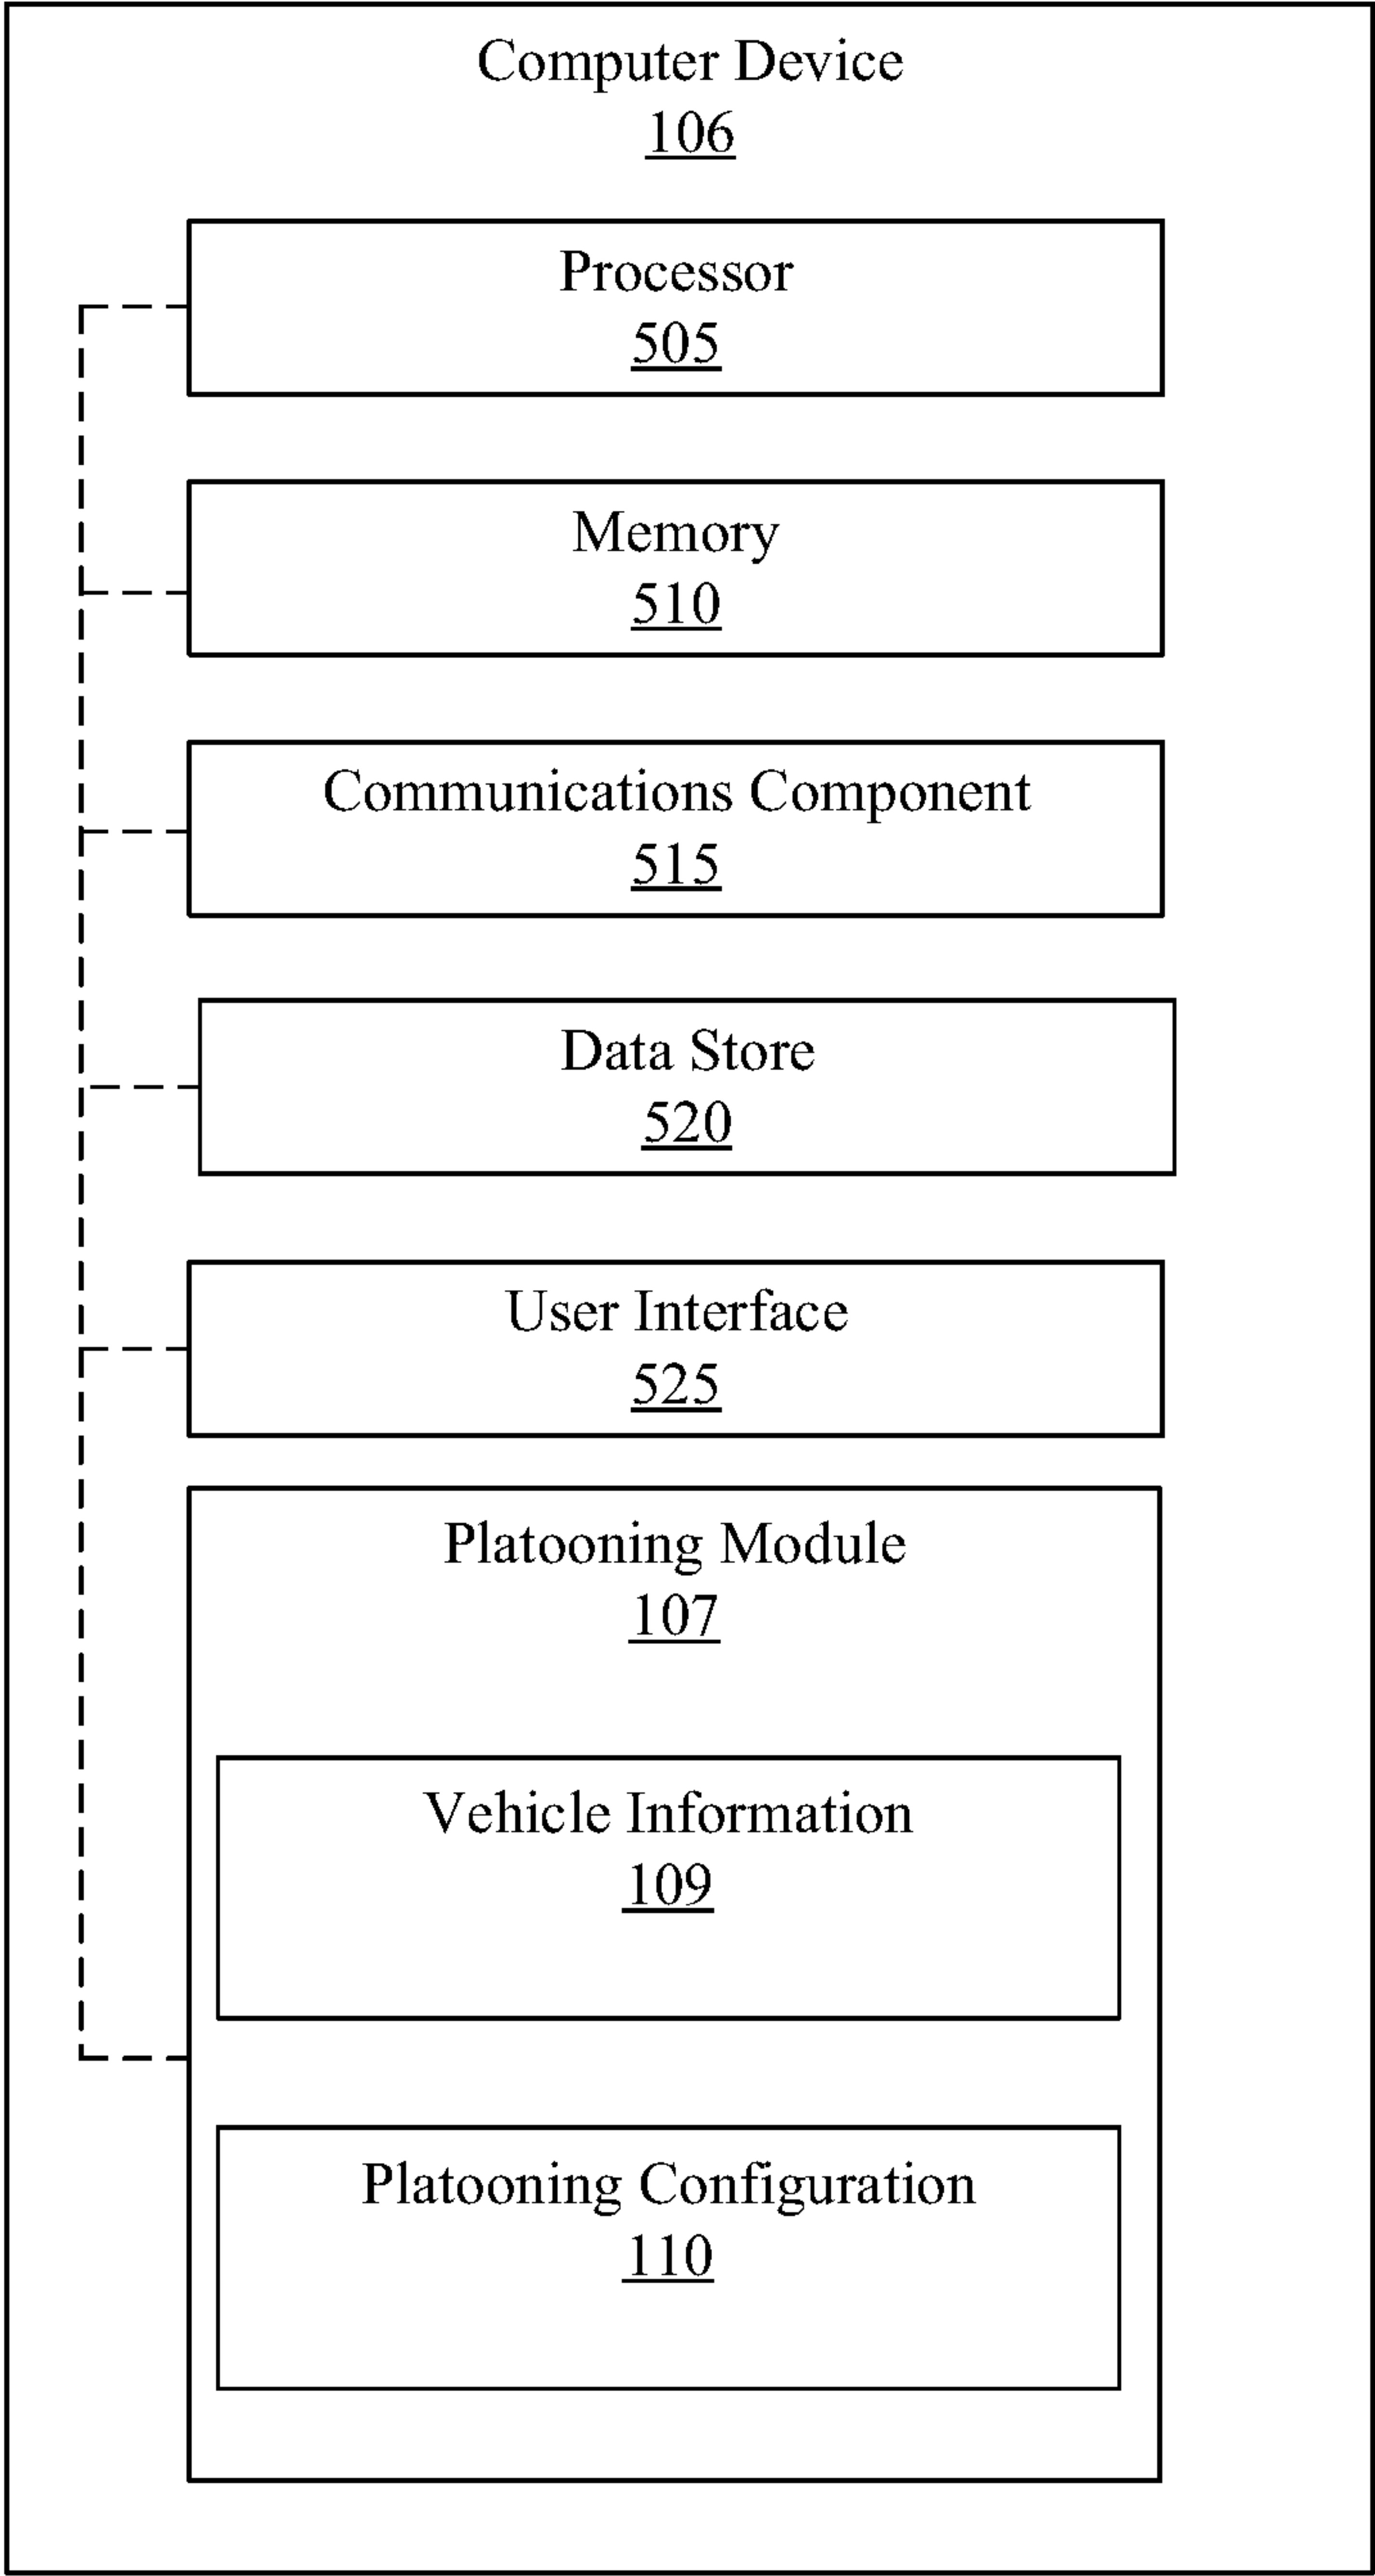 Computer Device
106
Processor
505
Memory
510
Communications Component
515
Data Store
520
User Interface
525
Platooning Module
107
Vehicle Information
109
Platooning Configuration
110